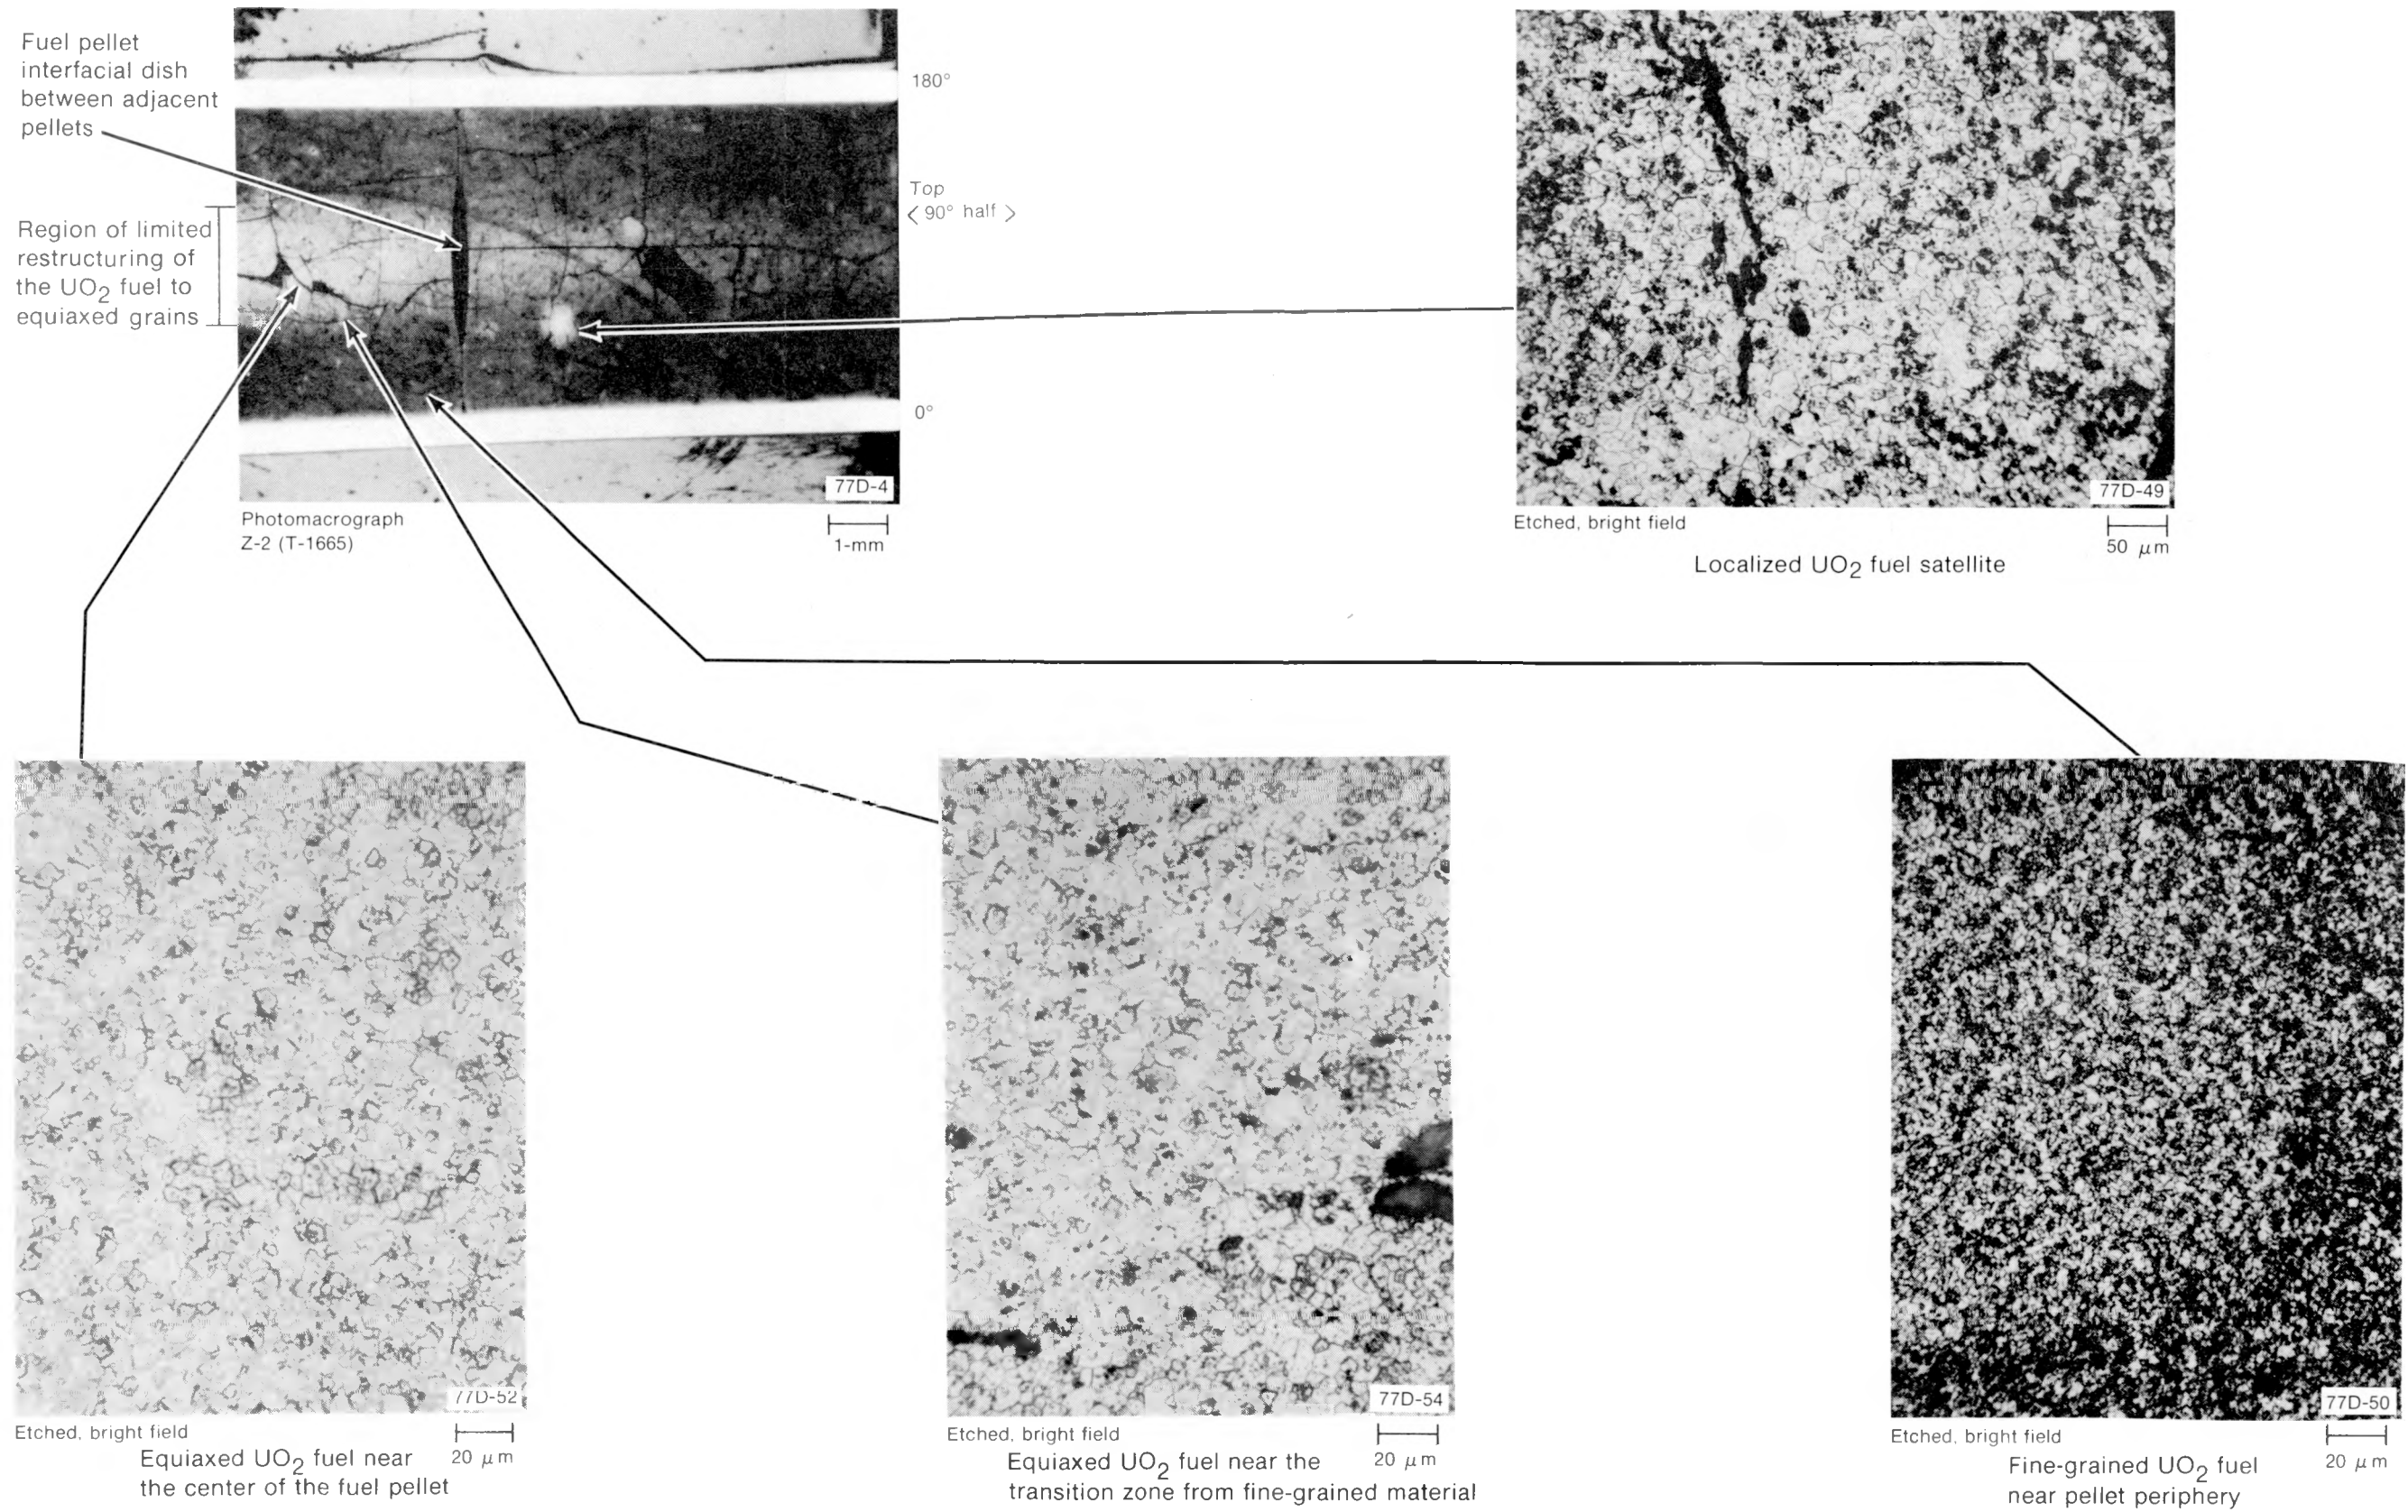 Fuel pellet
interfacial dish
between adjacent
pellets
Region of limited
restructuring of
the UO2 fuel to
equiaxed grains
180°
Top
< 90° half >
0°
77D-4
Photomacrograph
Z-2 (T-1665)
1-mm
77D-49
Etched, bright field
50 μm
Localized UO2 fuel satellite
77D-52
Etched, bright field
20 μm
Equiaxed UO2 fuel near
the center of the fuel pellet
77D-54
Etched, bright field
20 μm
Equiaxed UO2 fuel near the
transition zone from fine-grained material
77D-50
Etched, bright field
20 μm
Fine-grained UO2 fuel
near pellet periphery